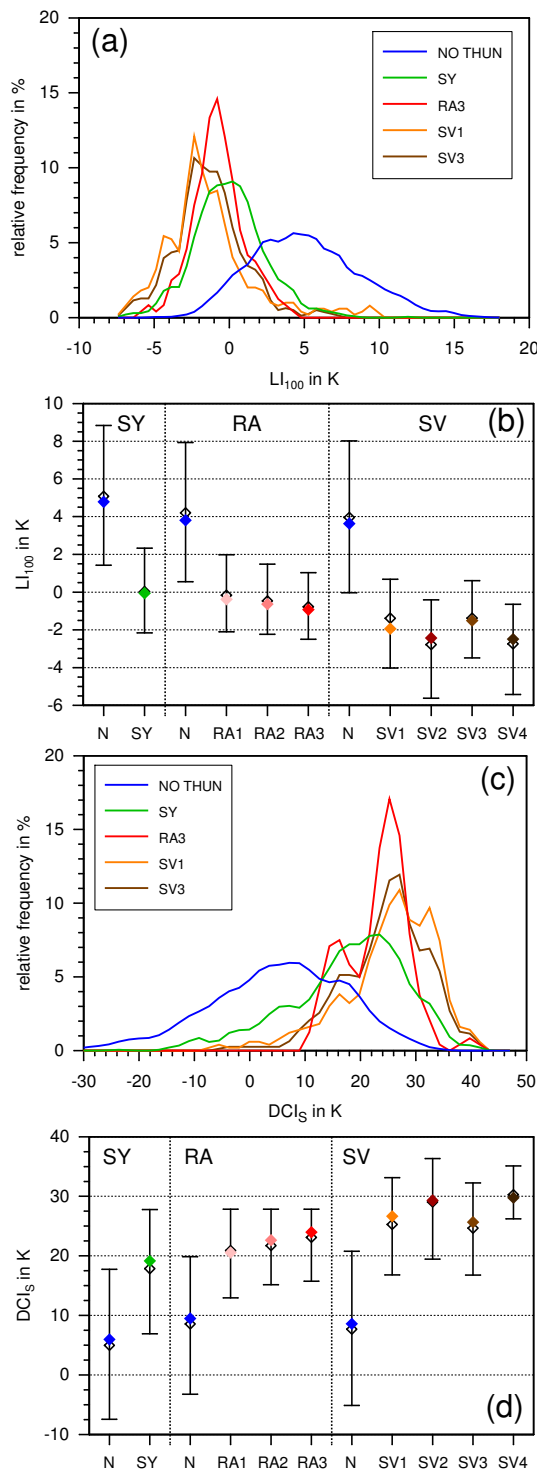 (a)
20
15
10
5
0
relative frequency in %
NO THUN
SY
RA3
SV1
SV3
-10 -5 0 5 10 15 20
LI100 in K
(b)
SY RA SV
10
8
6
4
2
0
-2
-4
-6
LI100 in K
N SY N RA1 RA2 RA3 N SV1 SV2 SV3 SV4
(c)
20
15
10
5
0
relative frequency in %
NO THUN
SY
RA3
SV1
SV3
-30 -20 -10 0 10 20 30 40 50
DCIS in K
SY RA SV
40
30
20
10
0
-10
DCIS in K
(d)
N SY N RA1 RA2 RA3 N SV1 SV2 SV3 SV4